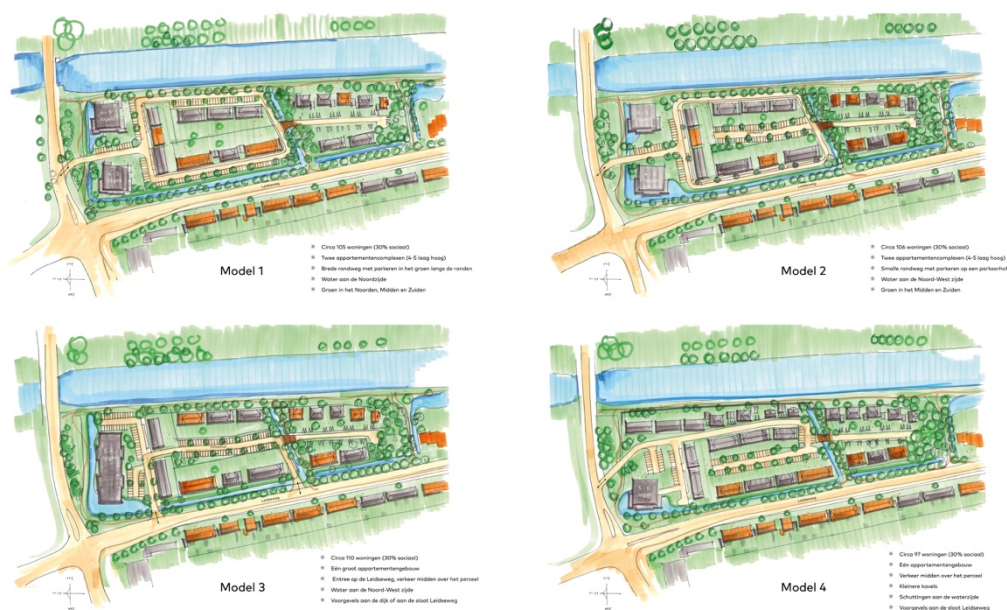 Leidseweg
Model 1
Circa 105 woningen (30% sociaal)
Twee appartementencomplexen (4-5 laag hoog)
Brede randweg met parkeren in het groen langs de randen
Water aan de Noordzijde
Groen in het Noorden, Midden en Zuiden
Leidseweg
Model 2
Circa 106 woningen (30% sociaal)
Twee appartementencomplexen (4-5 laag hoog)
Smalle randweg met parkeren op een parkeerhof
Water aan de Noord-West zijde
Groen in het Midden en Zuiden
Leidseweg
Model 3
Circa 110 woningen (30% sociaal)
Eén groot appartementengebouw
Entree op de Leidseweg, verkeer midden over het parceel
Water aan de Noord-West zijde
Voorgevels aan de dijk of aan de sloot Leidseweg
Leidseweg
Model 4
Circa 97 woningen (30% sociaal)
Eén appartementengebouw
Verkeer midden over het parceel
Kleinere kavels
Schuttingen aan de waterzijde
Voorgevels aan de sloot Leidseweg